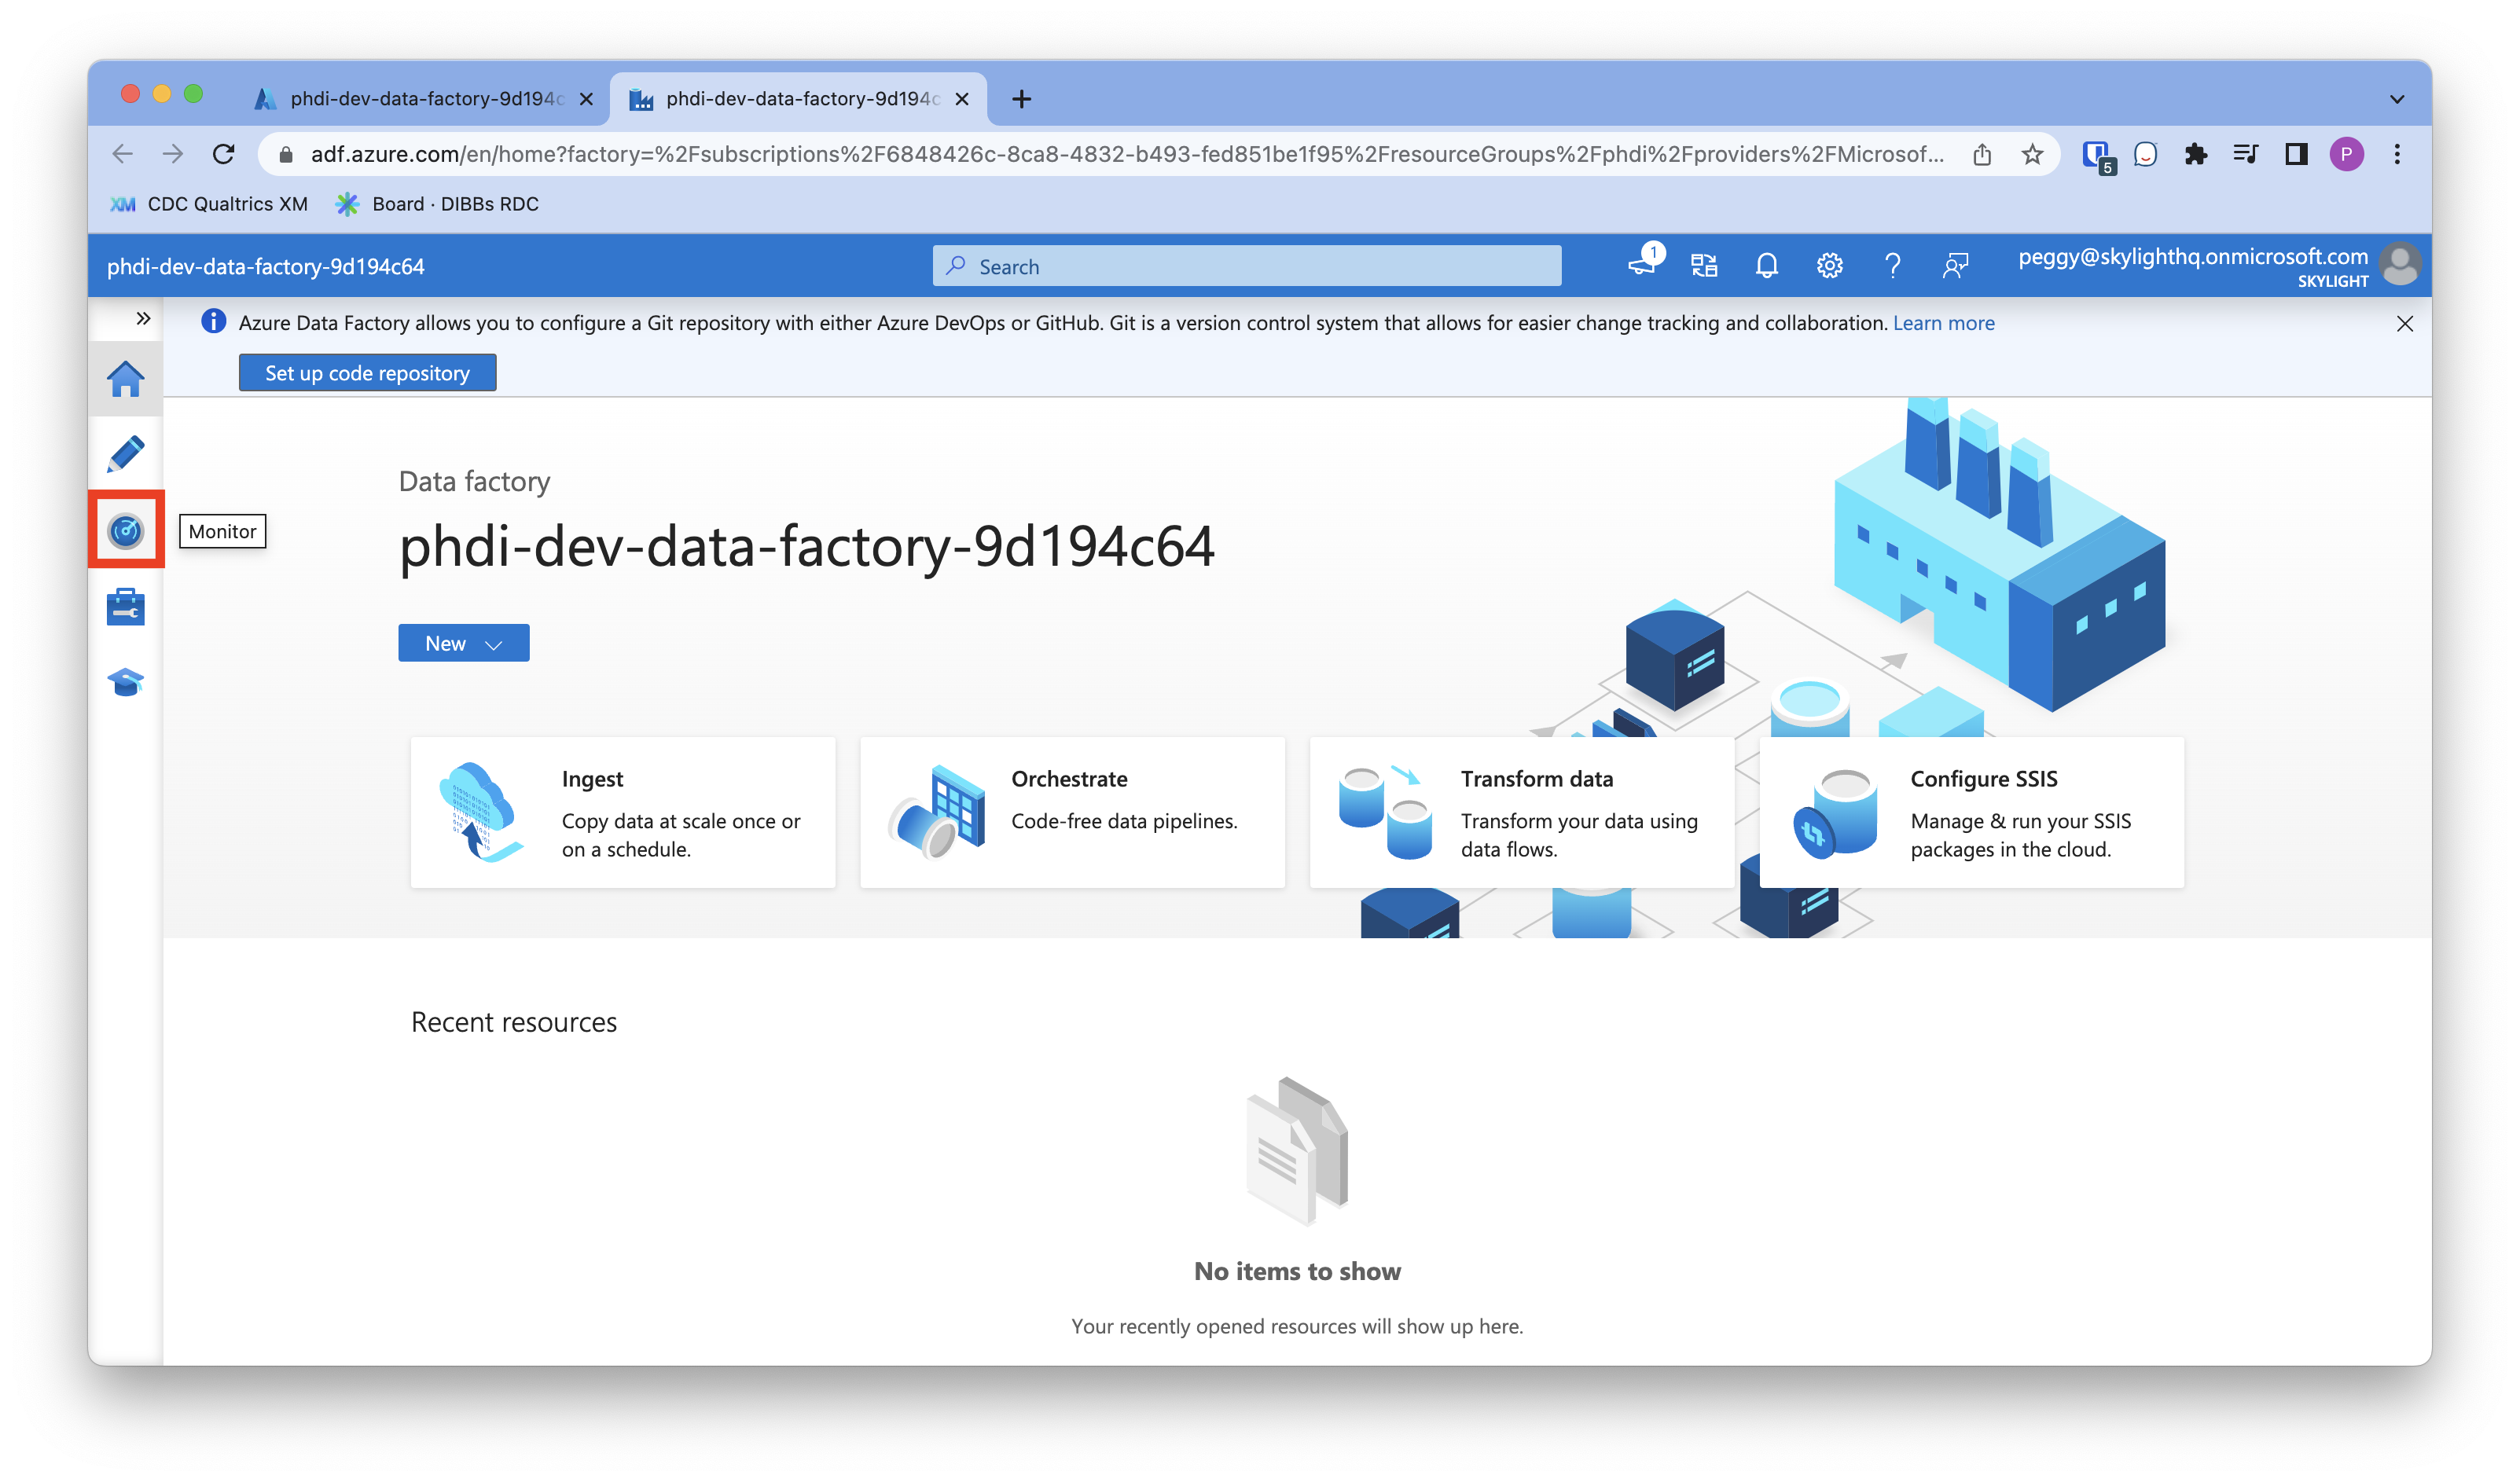 phdi-dev-data-factory-9d194c
phdi-dev-data-factory-9d194c
adf.azure.com/en/home?factory=%2Fsubscriptions%2F6848426c-8ca8-4832-b493-fed851be1f95%2FresourceGroups%2Fphdi%2Fproviders%2FMicrosof...
5
P
XM CDC Qualtrics XM
Board · DIBBs RDC
phdi-dev-data-factory-9d194c64
Search
1
peggy@skylighthq.onmicrosoft.com
SKYLIGHT
Azure Data Factory allows you to configure a Git repository with either Azure DevOps or GitHub. Git is a version control system that allows for easier change tracking and collaboration. Learn more
Set up code repository
Monitor
Data factory
phdi-dev-data-factory-9d194c64
New
Ingest
Copy data at scale once or
on a schedule.
Orchestrate
Code-free data pipelines.
Transform data
Transform your data using
data flows.
Configure SSIS
Manage & run your SSIS
packages in the cloud.
Recent resources
No items to show
Your recently opened resources will show up here.